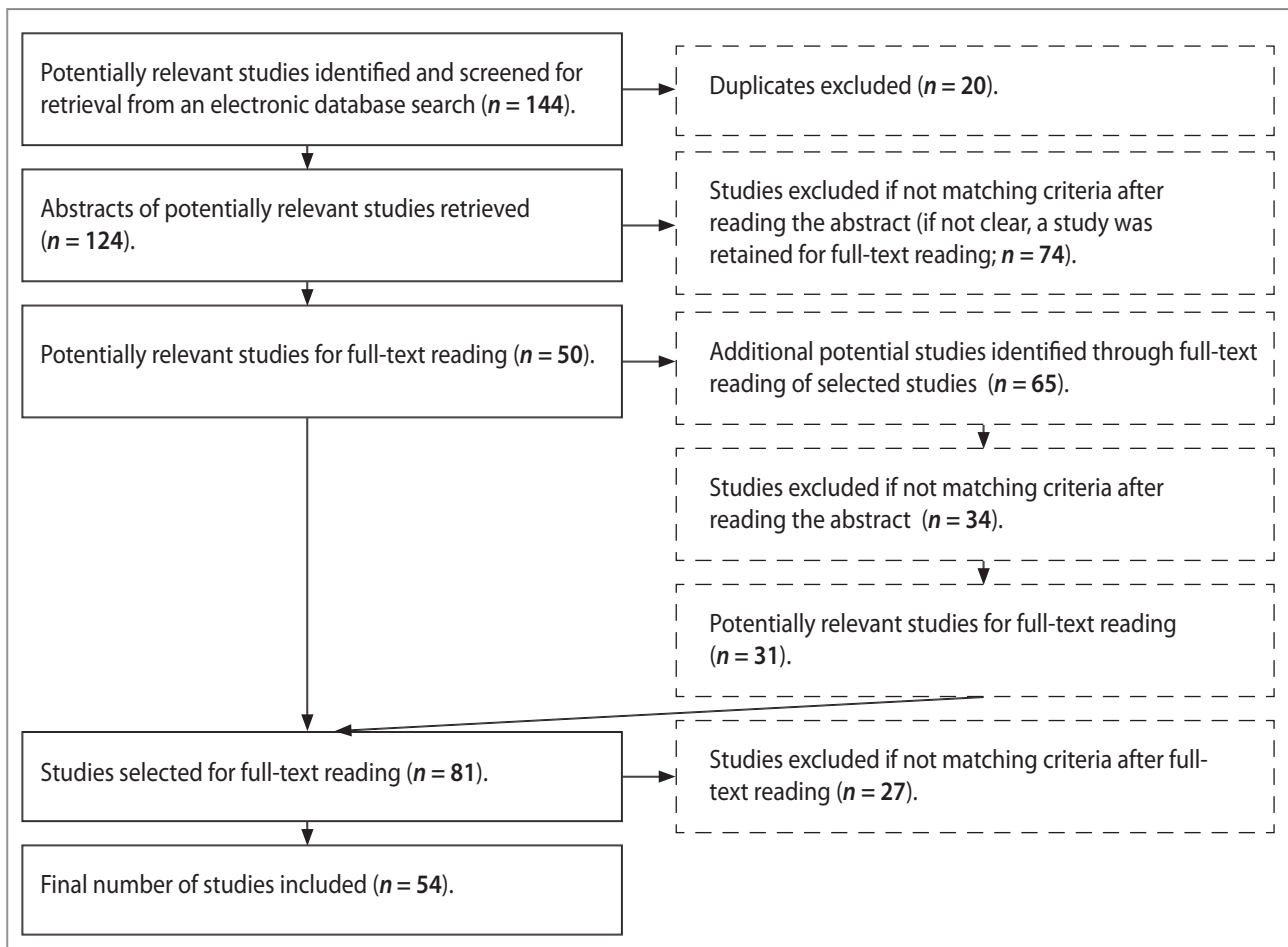 Potentially relevant studies identified and screened for
retrieval from an electronic database search (n = 144).
Duplicates excluded (n = 20).
Abstracts of potentially relevant studies retrieved
(n = 124).
Studies excluded if not matching criteria after
reading the abstract (if not clear, a study was
retained for full-text reading; n = 74).
Potentially relevant studies for full-text reading (n = 50).
Additional potential studies identified through full-text
reading of selected studies (n = 65).
Studies excluded if not matching criteria after
reading the abstract (n = 34).
Potentially relevant studies for full-text reading
(n = 31).
Studies selected for full-text reading (n = 81).
Studies excluded if not matching criteria after full-
text reading (n = 27).
Final number of studies included (n = 54).